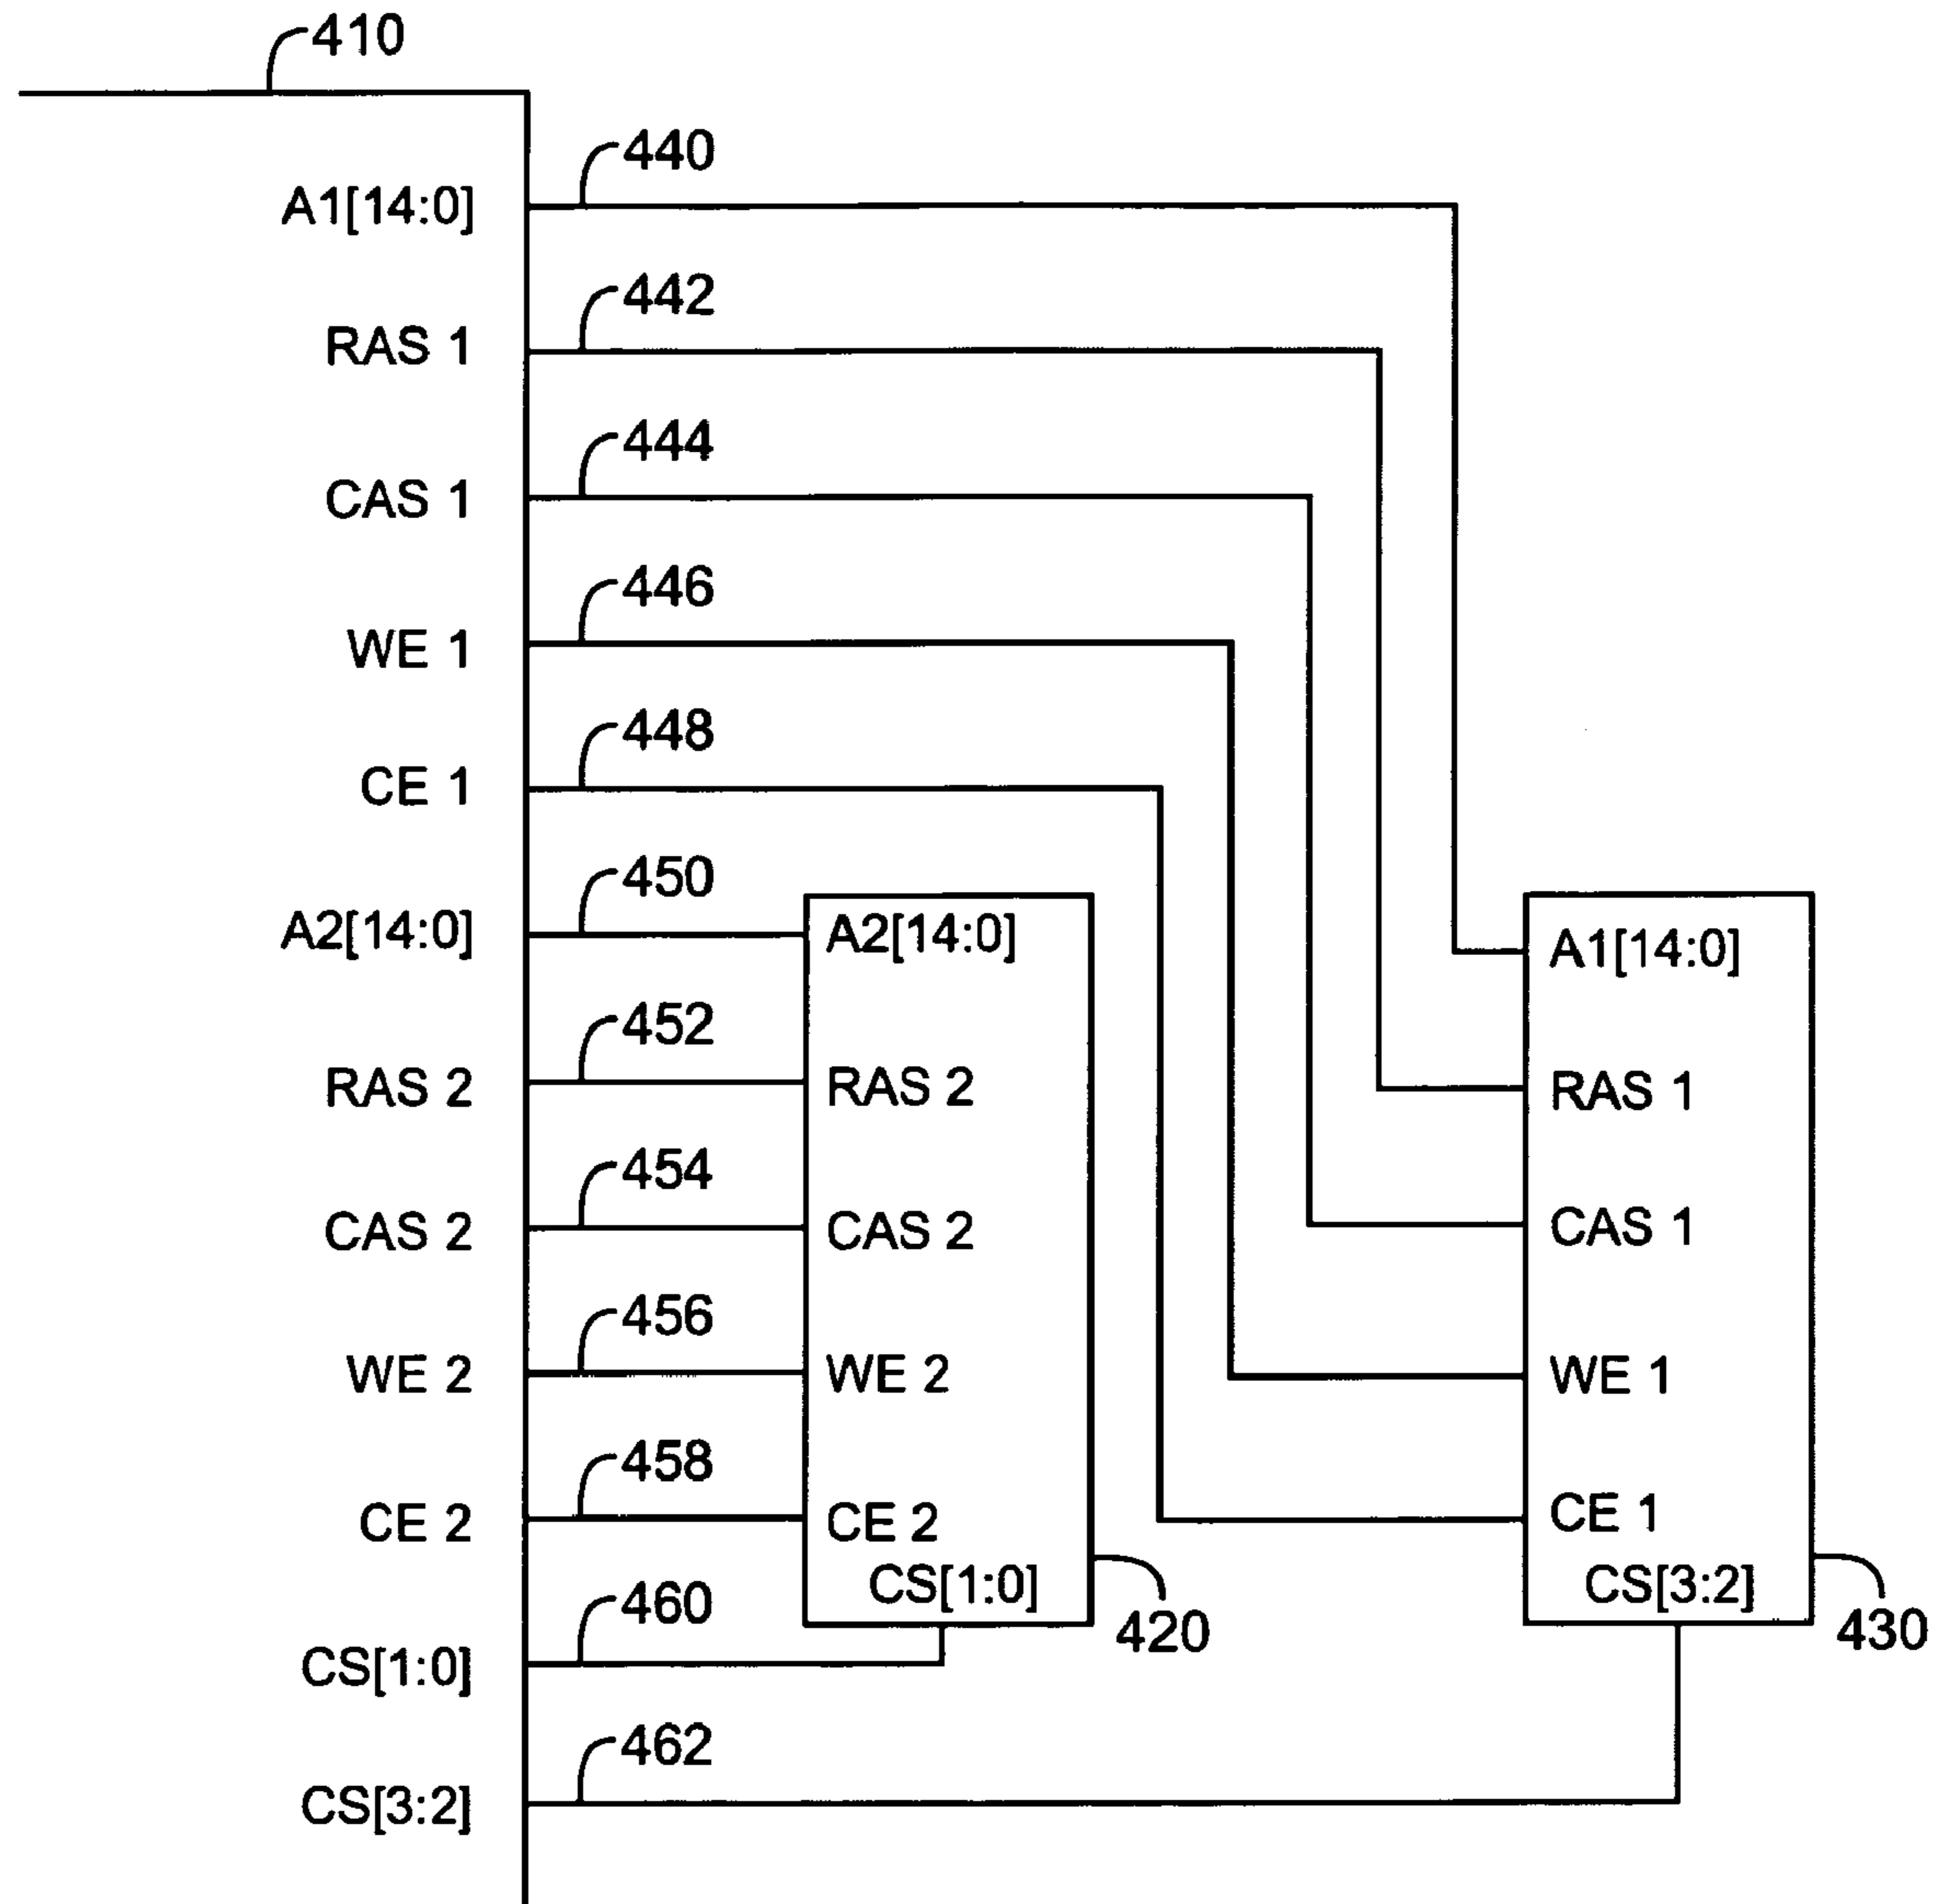 410
440
A1[14:0]
442
RAS 1
444
CAS 1
446
WE 1
448
CE 1
450
A2[14:0] A2[14:0] A1[14:0]
452
RAS 2 RAS 2 RAS 1
454
CAS 2 CAS 2 CAS 1
456
WE 2 WE 2 WE 1
458
CE 2 CE 2 CE 1
CS[1:0] CS[3:2]
460 420 430
CS[1:0]
462
CS[3:2]